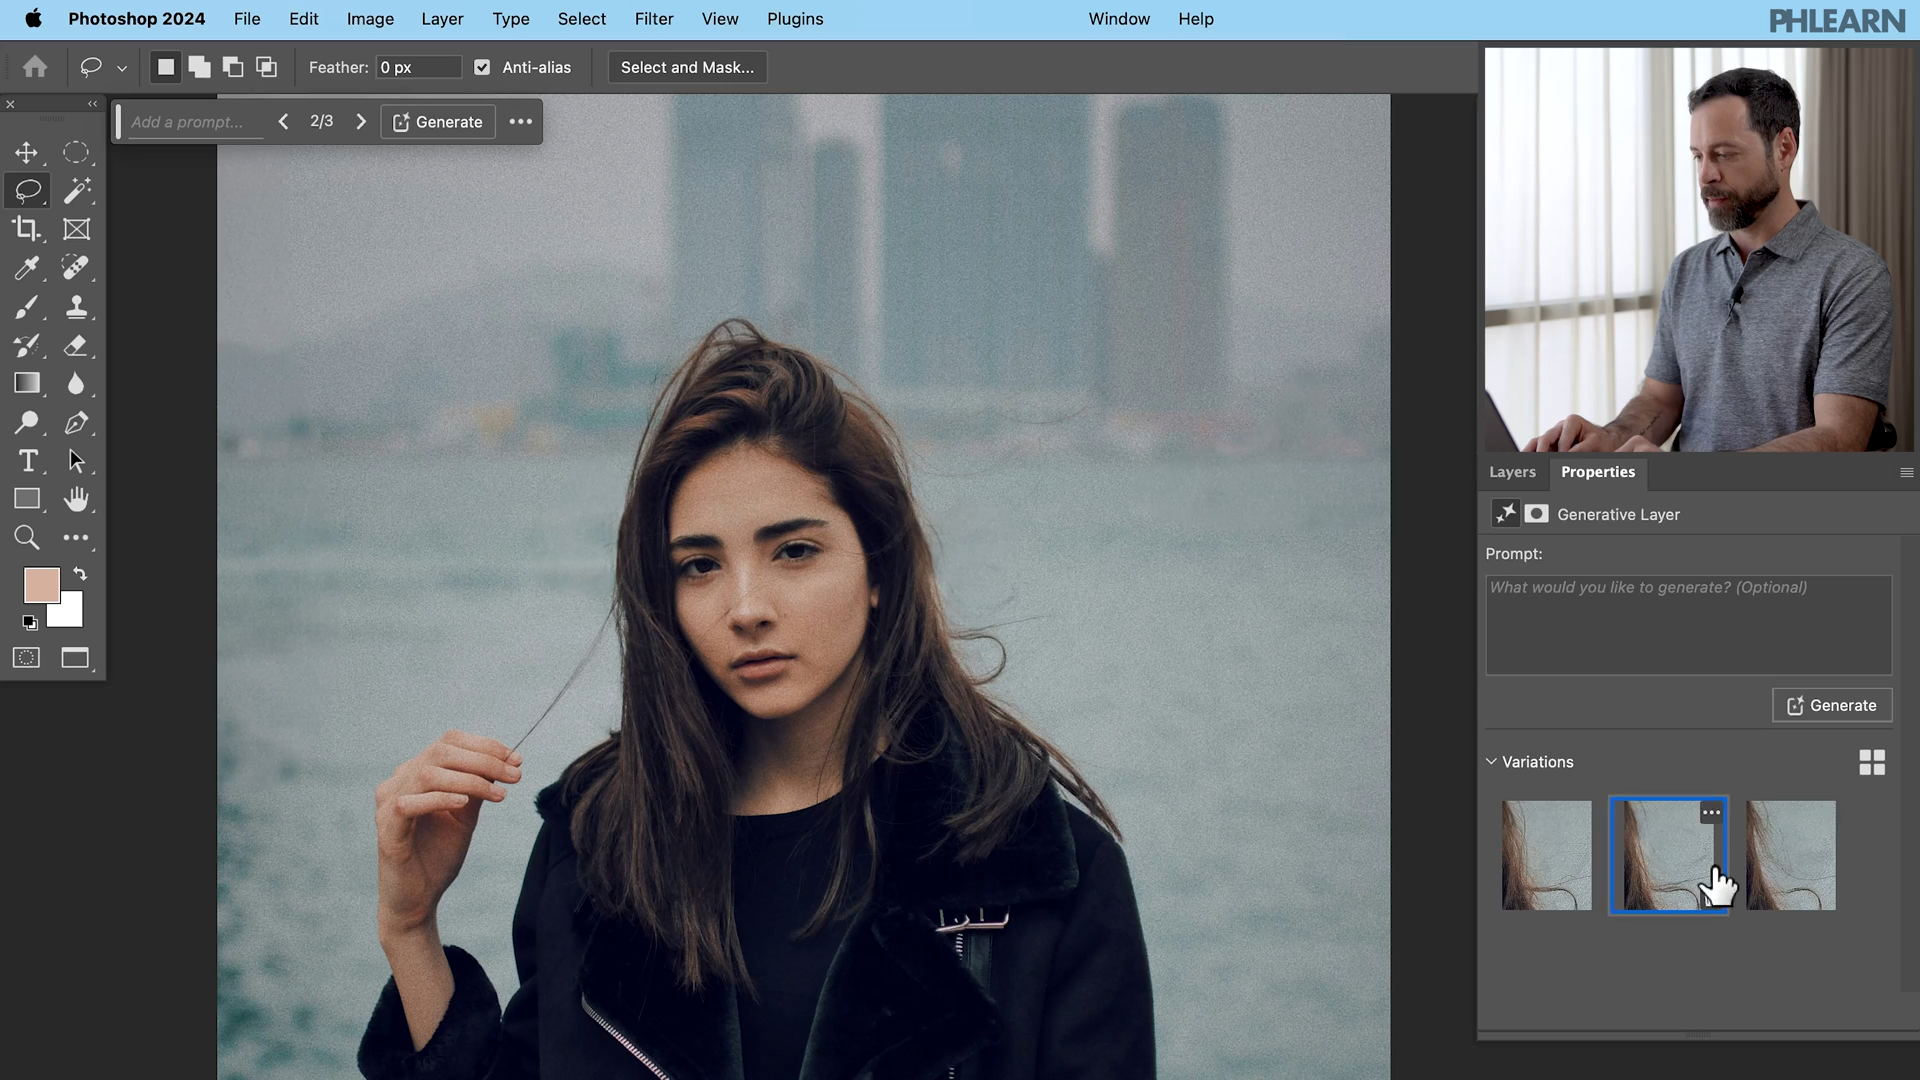 Photoshop 2024 File Edit Image Layer Type Select Filter View Plugins Window Help
PHLEARN
Feather: 0 px Anti-alias Select and Mask...
Add a prompt... 2/3 Generate
Layers Properties
Generative Layer
Prompt:
What would you like to generate? (Optional)
Generate
Variations